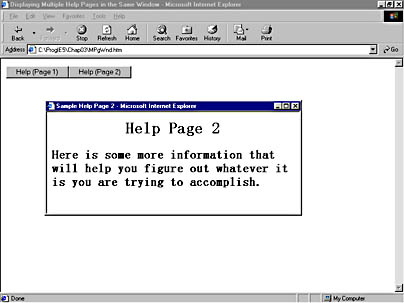 Displaying Multiple Help Pages in the Same Window - Microsoft Internet Explorer
File Edit View Favorites Tools Help
Back Forward Stop Refresh Home Search Favorites History Mail Print
Address C:\ProgIE5\Chap03\MPgWnd.htm Go
Help (Page 1) Help (Page 2)
Sample Help Page 2 - Microsoft Internet Explorer
Help Page 2
Here is some more information that
will help you figure out whatever it
is you are trying to accomplish.
Done My Computer